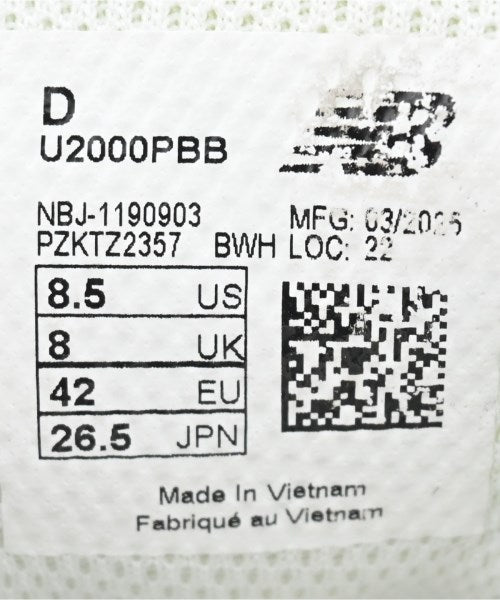 D
U2000PBB
NB
NBJ-1190903 MFG: 03/2025
PZKTZ2357 BWH LOC: 22
8.5 US
8 UK
42 EU
26.5 JPN
Made In Vietnam
Fabriqué au Vietnam